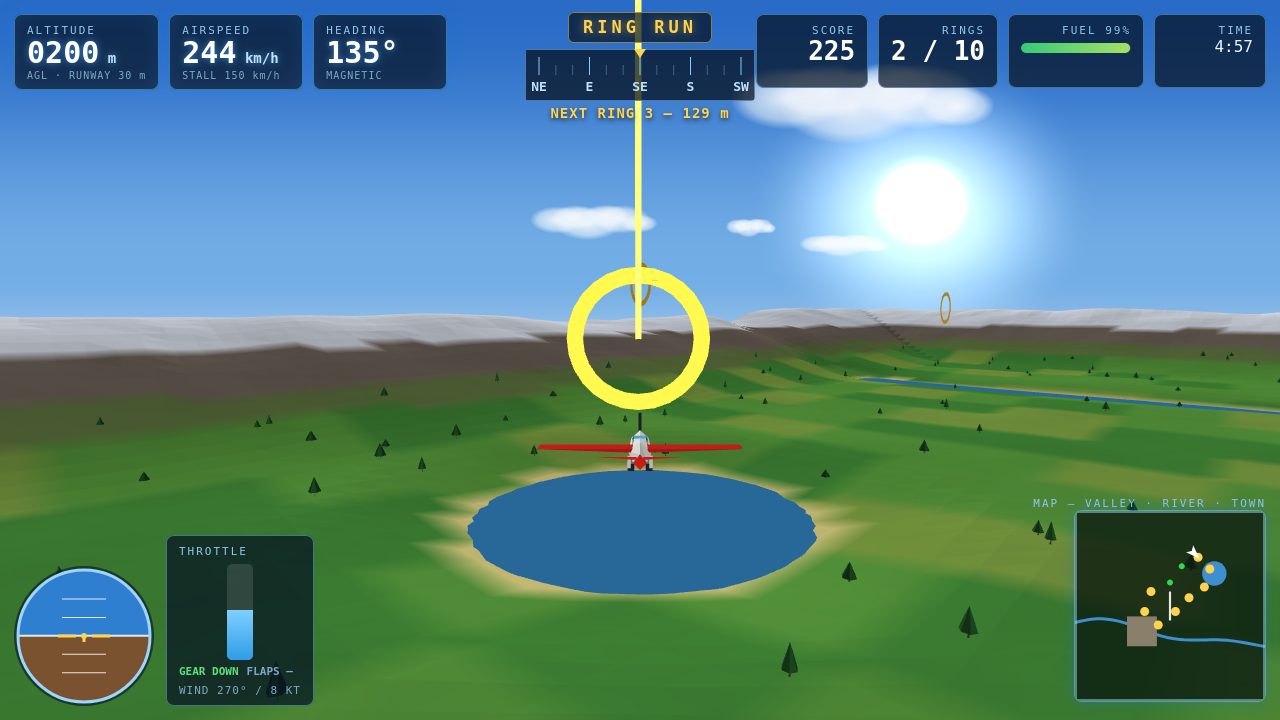 ALTITUDE
0200 m
AGL · RUNWAY 30 m
AIRSPEED
244 km/h
STALL 150 km/h
HEADING
135°
MAGNETIC
RING RUN
NE E SE S SW
NEXT RING 3 — 129 m
SCORE
225
RINGS
2 / 10
FUEL 99%
TIME
4:57
THROTTLE
GEAR DOWN FLAPS —
WIND 270° / 8 KT
MAP — VALLEY · RIVER · TOWN